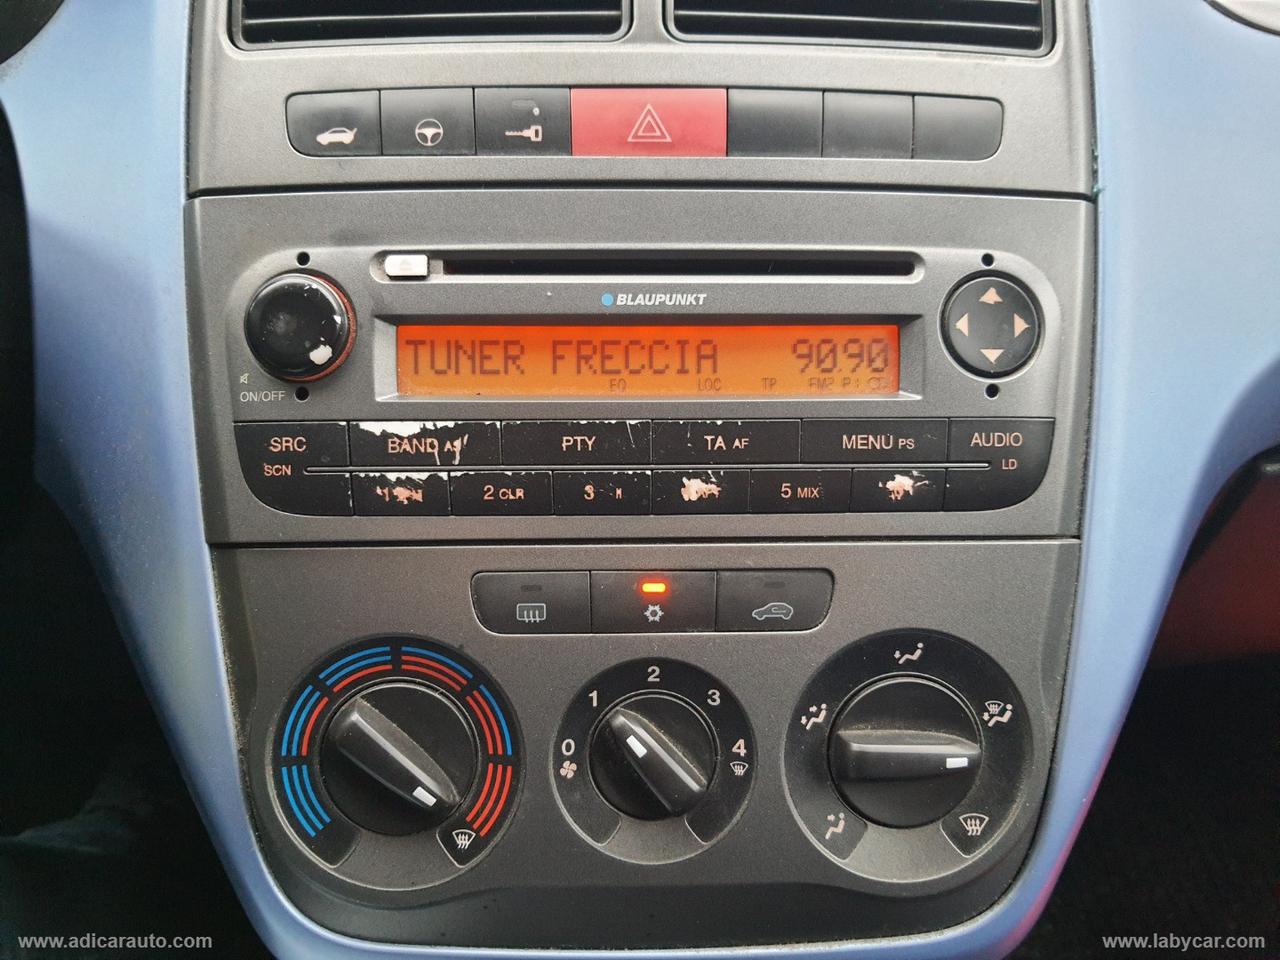 BLAUPUNKT
TUNER FRECCIA 90.90
EQ LOC TP FM2 P1 CD
ON/OFF
SRC BAND AS PTY TA AF MENU PS AUDIO
SCN LD
1 2 CLR 3 5 MIX
2
1 3
0 4
www.adicarauto.com www.labycar.com